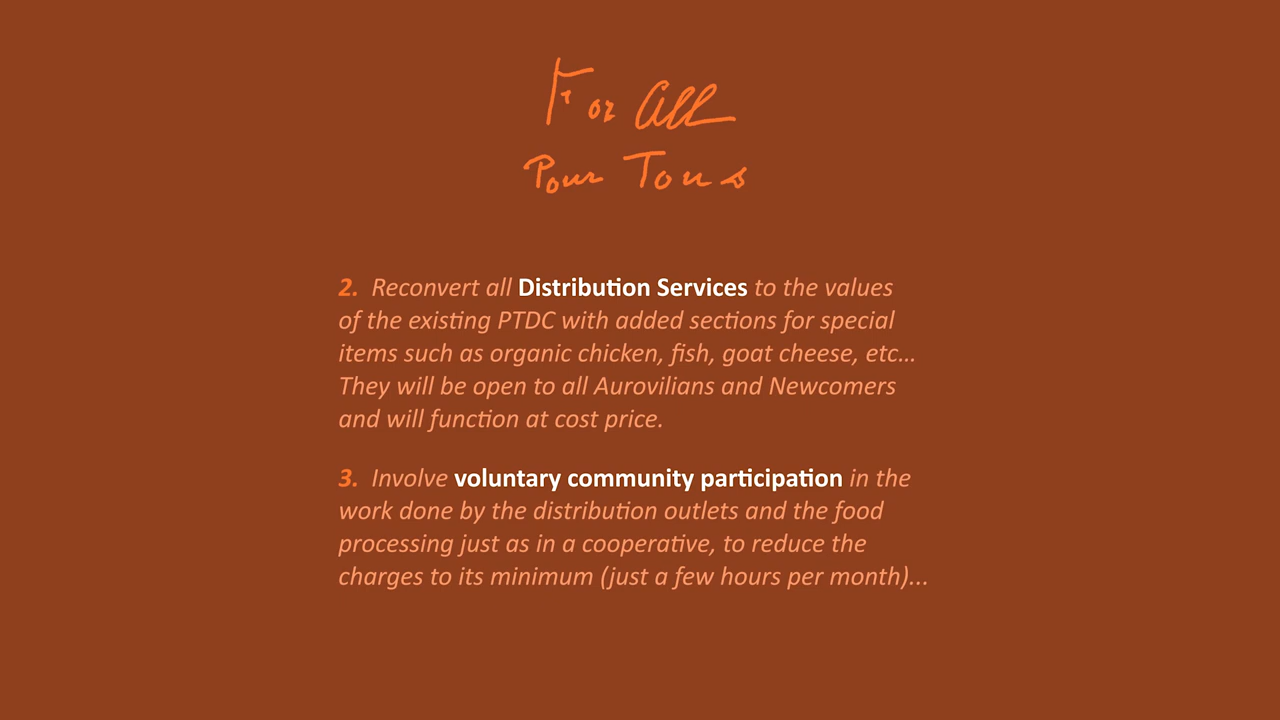 For All
Pour Tous
2. Reconvert all Distribution Services to the values
of the existing PTDC with added sections for special
items such as organic chicken, fish, goat cheese, etc...
They will be open to all Aurovilians and Newcomers
and will function at cost price.
3. Involve voluntary community participation in the
work done by the distribution outlets and the food
processing just as in a cooperative, to reduce the
charges to its minimum (just a few hours per month)...